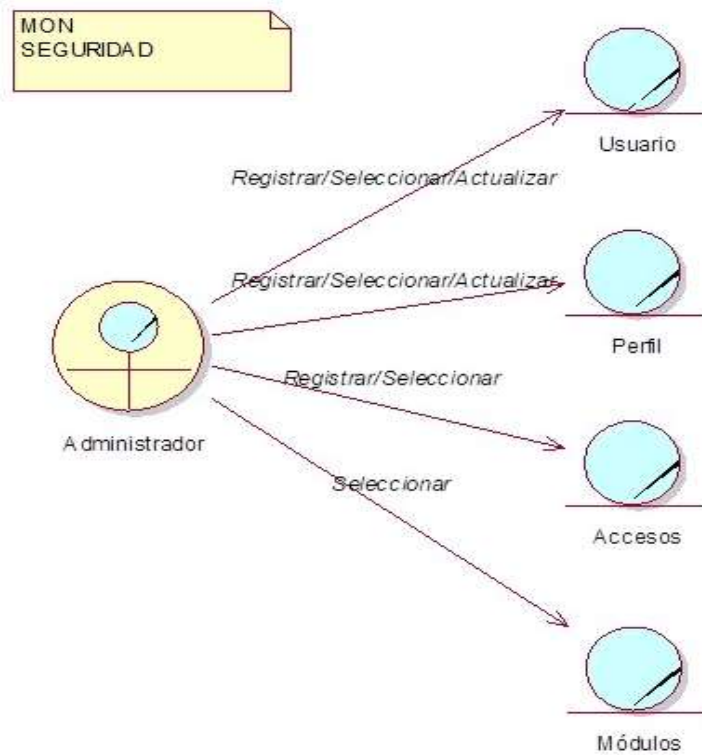 MON
SEGURIDAD
Usuario
Registrar/Seleccionar/Actualizar
Registrar/Seleccionar/Actualizar
Perfil
Registrar/Seleccionar
Administrador
Seleccionar
Accesos
Módulos